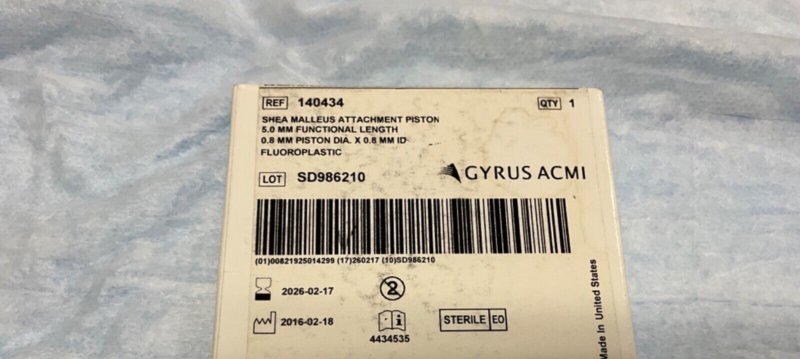 REF 140434
QTY 1
SHEA MALLEUS ATTACHMENT PISTON
5.0 MM FUNCTIONAL LENGTH
0.8 MM PISTON DIA. X 0.8 MM ID
FLUOROPLASTIC
LOT SD986210
GYRUS ACMI
(01)00821925014299 (17)260217 (10)SD986210
2026-02-17
2
2016-02-18
i
STERILE EO
4434535
Made In United States